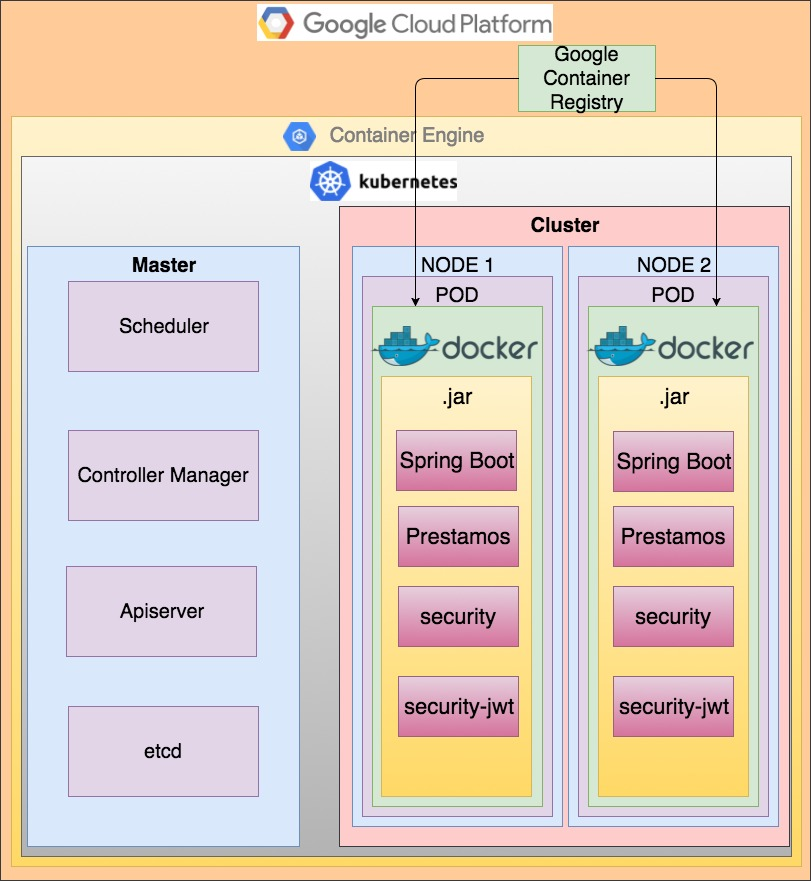 Google Cloud Platform
Google
Container
Registry
Container Engine
kubernetes
Cluster
Master
Scheduler
Controller Manager
Apiserver
etcd
NODE 1
POD
docker
.jar
Spring Boot
Prestamos
security
security-jwt
NODE 2
POD
docker
.jar
Spring Boot
Prestamos
security
security-jwt